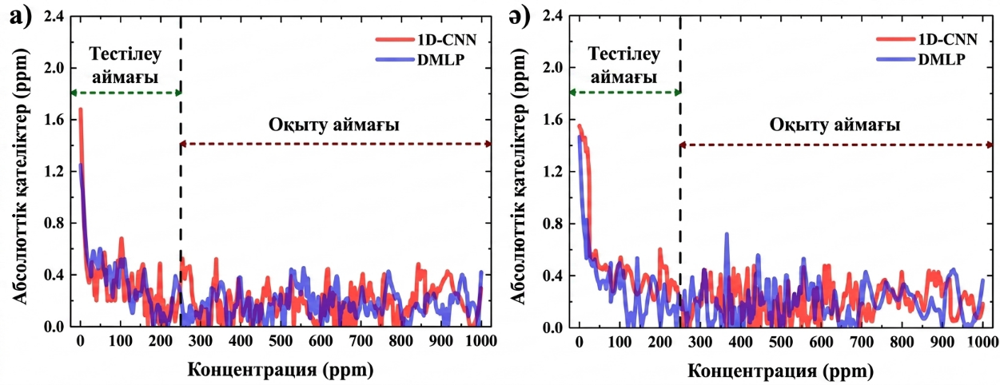 а)
2.4
2.0
1.6
1.2
0.8
0.4
0.0
Абсолюттік қателіктер (ppm)
Тестілеу
аймағы
1D-CNN
DMLP
Оқыту аймағы
0 100 200 300 400 500 600 700 800 900 1000
Концентрация (ppm)
ә)
2.4
2.0
1.6
1.2
0.8
0.4
0.0
Абсолюттік қателіктер (ppm)
Тестілеу
аймағы
1D-CNN
DMLP
Оқыту аймағы
0 100 200 300 400 500 600 700 800 900 1000
Концентрация (ppm)